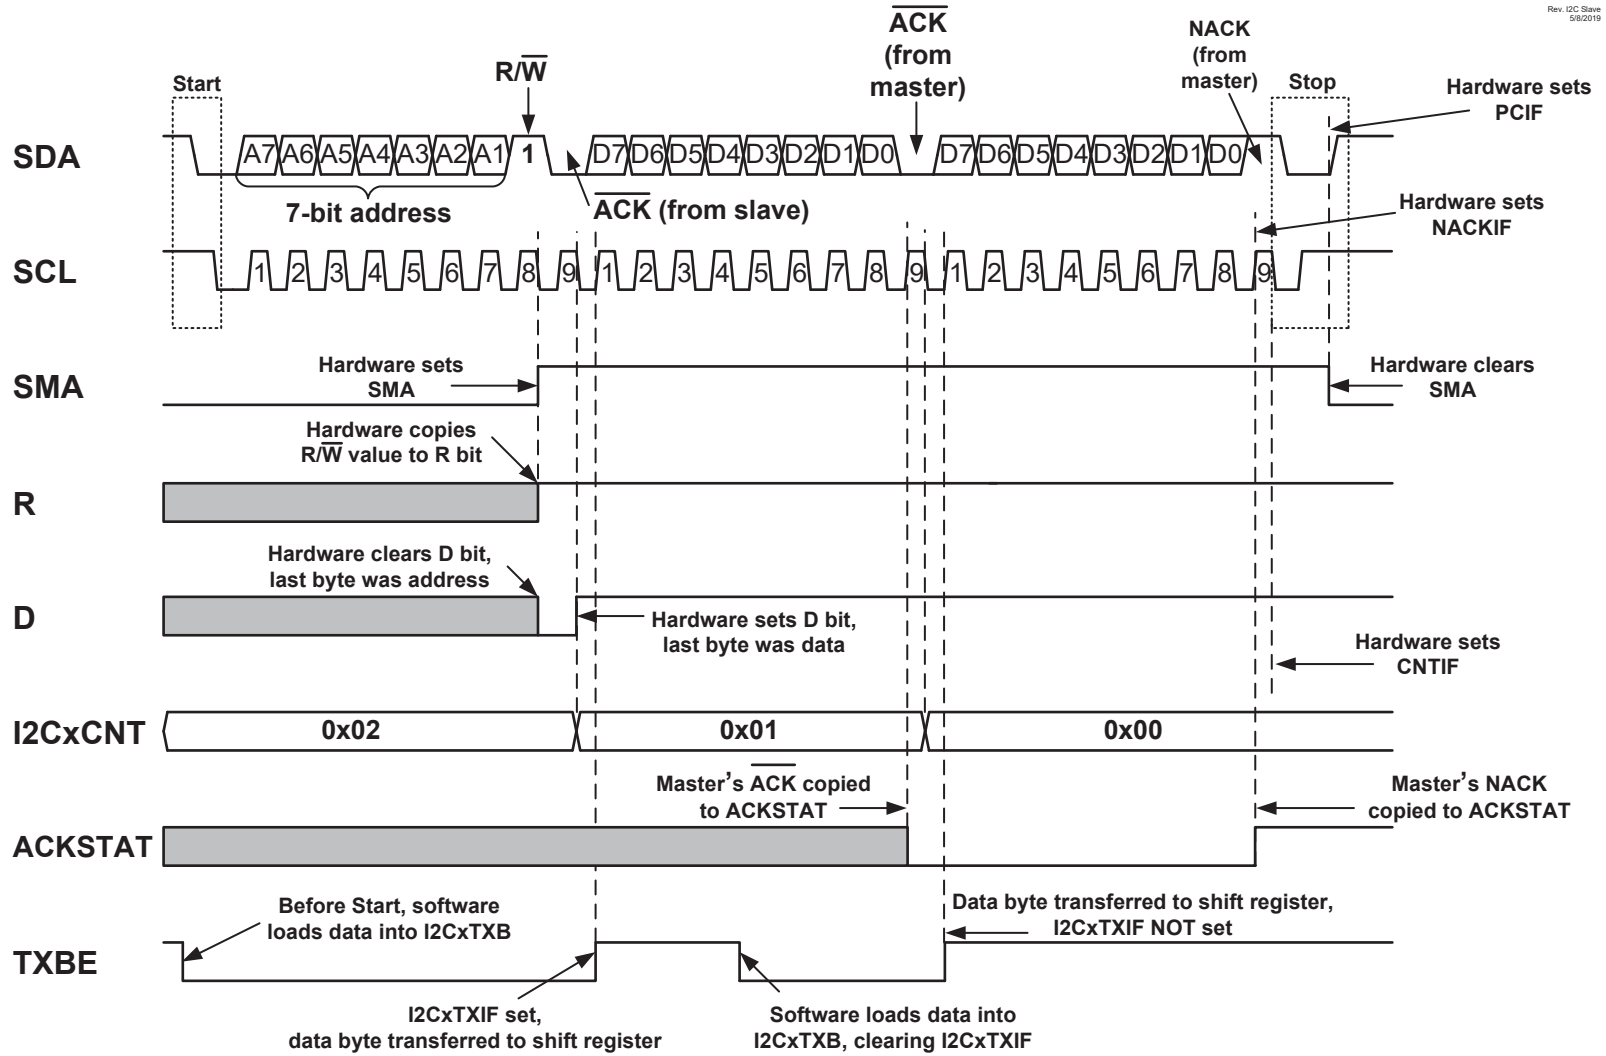 Rev. I2C Slave
5/8/2019
ACK
(from
master)
NACK
(from
master)
R/W
Start
Stop
Hardware sets
PCIF
SDA
A7 A6 A5 A4 A3 A2 A1 1 D7 D6 D5 D4 D3 D2 D1 D0 D7 D6 D5 D4 D3 D2 D1 D0
7-bit address
ACK (from slave)
Hardware sets
NACKIF
SCL
1 2 3 4 5 6 7 8 9 1 2 3 4 5 6 7 8 9 1 2 3 4 5 6 7 8 9
SMA
Hardware sets
SMA
Hardware clears
SMA
Hardware copies
R/W value to R bit
R
Hardware clears D bit,
last byte was address
D
Hardware sets D bit,
last byte was data
Hardware sets
CNTIF
I2CxCNT
0x02 0x01 0x00
Master's ACK copied
to ACKSTAT
Master's NACK
copied to ACKSTAT
ACKSTAT
Before Start, software
loads data into I2CxTXB
Data byte transferred to shift register,
I2CxTXIF NOT set
TXBE
I2CxTXIF set,
data byte transferred to shift register
Software loads data into
I2CxTXB, clearing I2CxTXIF